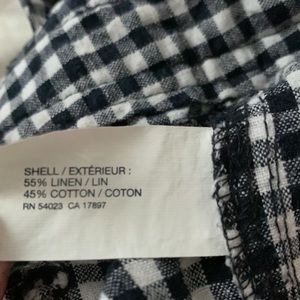 SHELL / EXTÉRIEUR :
55% LINEN / LIN
45% COTTON / COTON
RN 54023 CA 17897